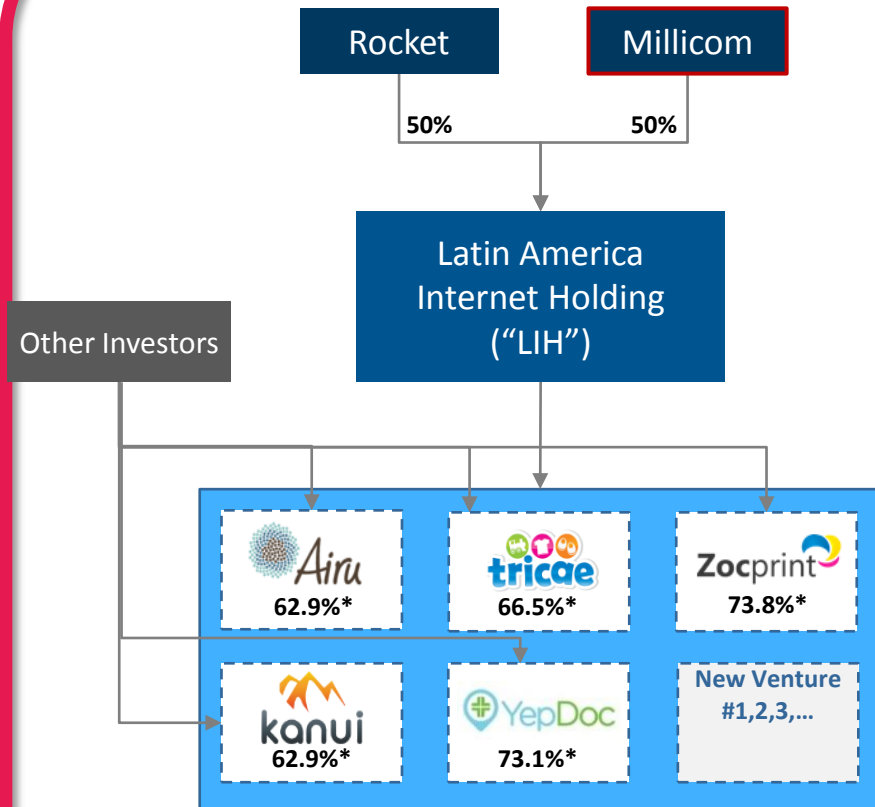 Rocket
Millicom
50%
50%
Latin America
Internet Holding
(“LIH”)
Other Investors
Airu
62.9%*
tricae
66.5%*
Zocprint
73.8%*
kanui
62.9%*
YepDoc
73.1%*
New Venture
#1,2,3,…